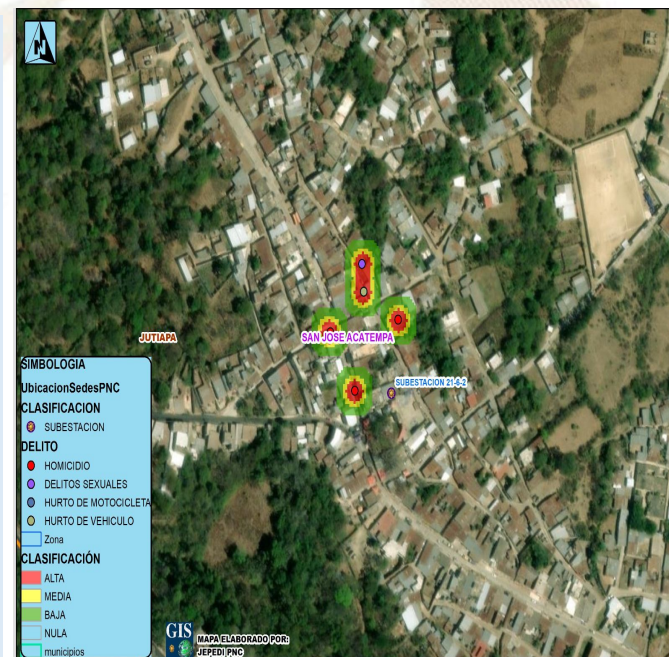 N
JUTIAPA
SAN JOSE ACATEMPA
SUBESTACION 21-6-2
SIMBOLOGIA
UbicacionSedesPNC
CLASIFICACION
SUBESTACION
DELITO
HOMICIDIO
DELITOS SEXUALES
HURTO DE MOTOCICLETA
HURTO DE VEHICULO
Zona
CLASIFICACIÓN
ALTA
MEDIA
BAJA
NULA
municipios
GIS
MAPA ELABORADO POR:
JEPEDI PNC